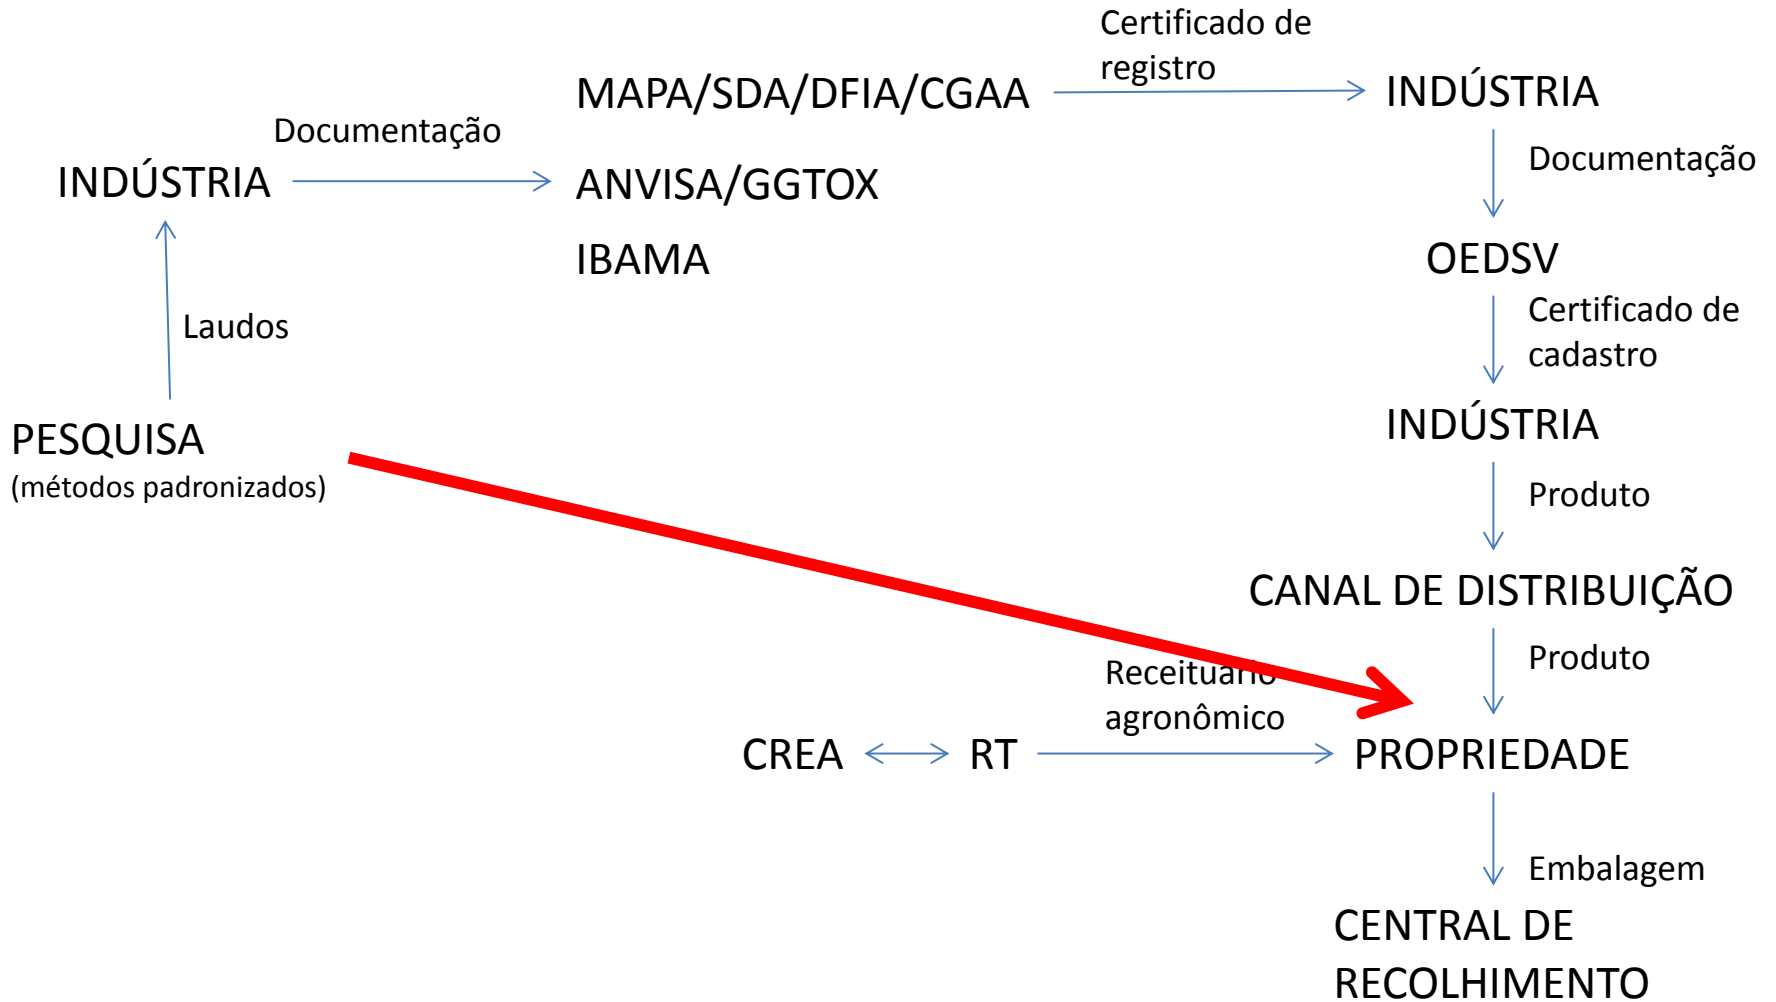 Certificado de
registro
MAPA/SDA/DFIA/CGAA
INDÚSTRIA
Documentação
Documentação
INDÚSTRIA
ANVISA/GGTOX
IBAMA
OEDSV
Laudos
Certificado de
cadastro
PESQUISA
(métodos padronizados)
INDÚSTRIA
Produto
CANAL DE DISTRIBUIÇÃO
Produto
Receituário
agronômico
CREA
RT
PROPRIEDADE
Embalagem
CENTRAL DE
RECOLHIMENTO